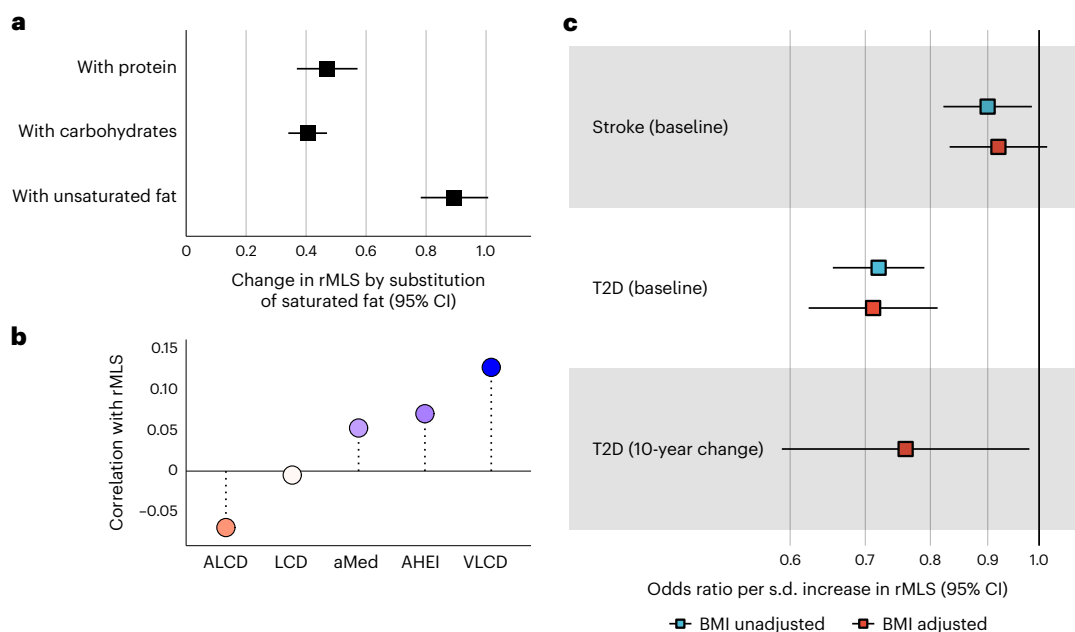 a
With protein
With carbohydrates
With unsaturated fat
0 0.2 0.4 0.6 0.8 1.0
Change in rMLS by substitution
of saturated fat (95% CI)
b
Correlation with rMLS
0.15
0.10
0.05
0
–0.05
ALCD LCD aMed AHEI VLCD
c
Stroke (baseline)
T2D (baseline)
T2D (10-year change)
0.6 0.7 0.8 0.9 1.0
Odds ratio per s.d. increase in rMLS (95% CI)
BMI unadjusted BMI adjusted